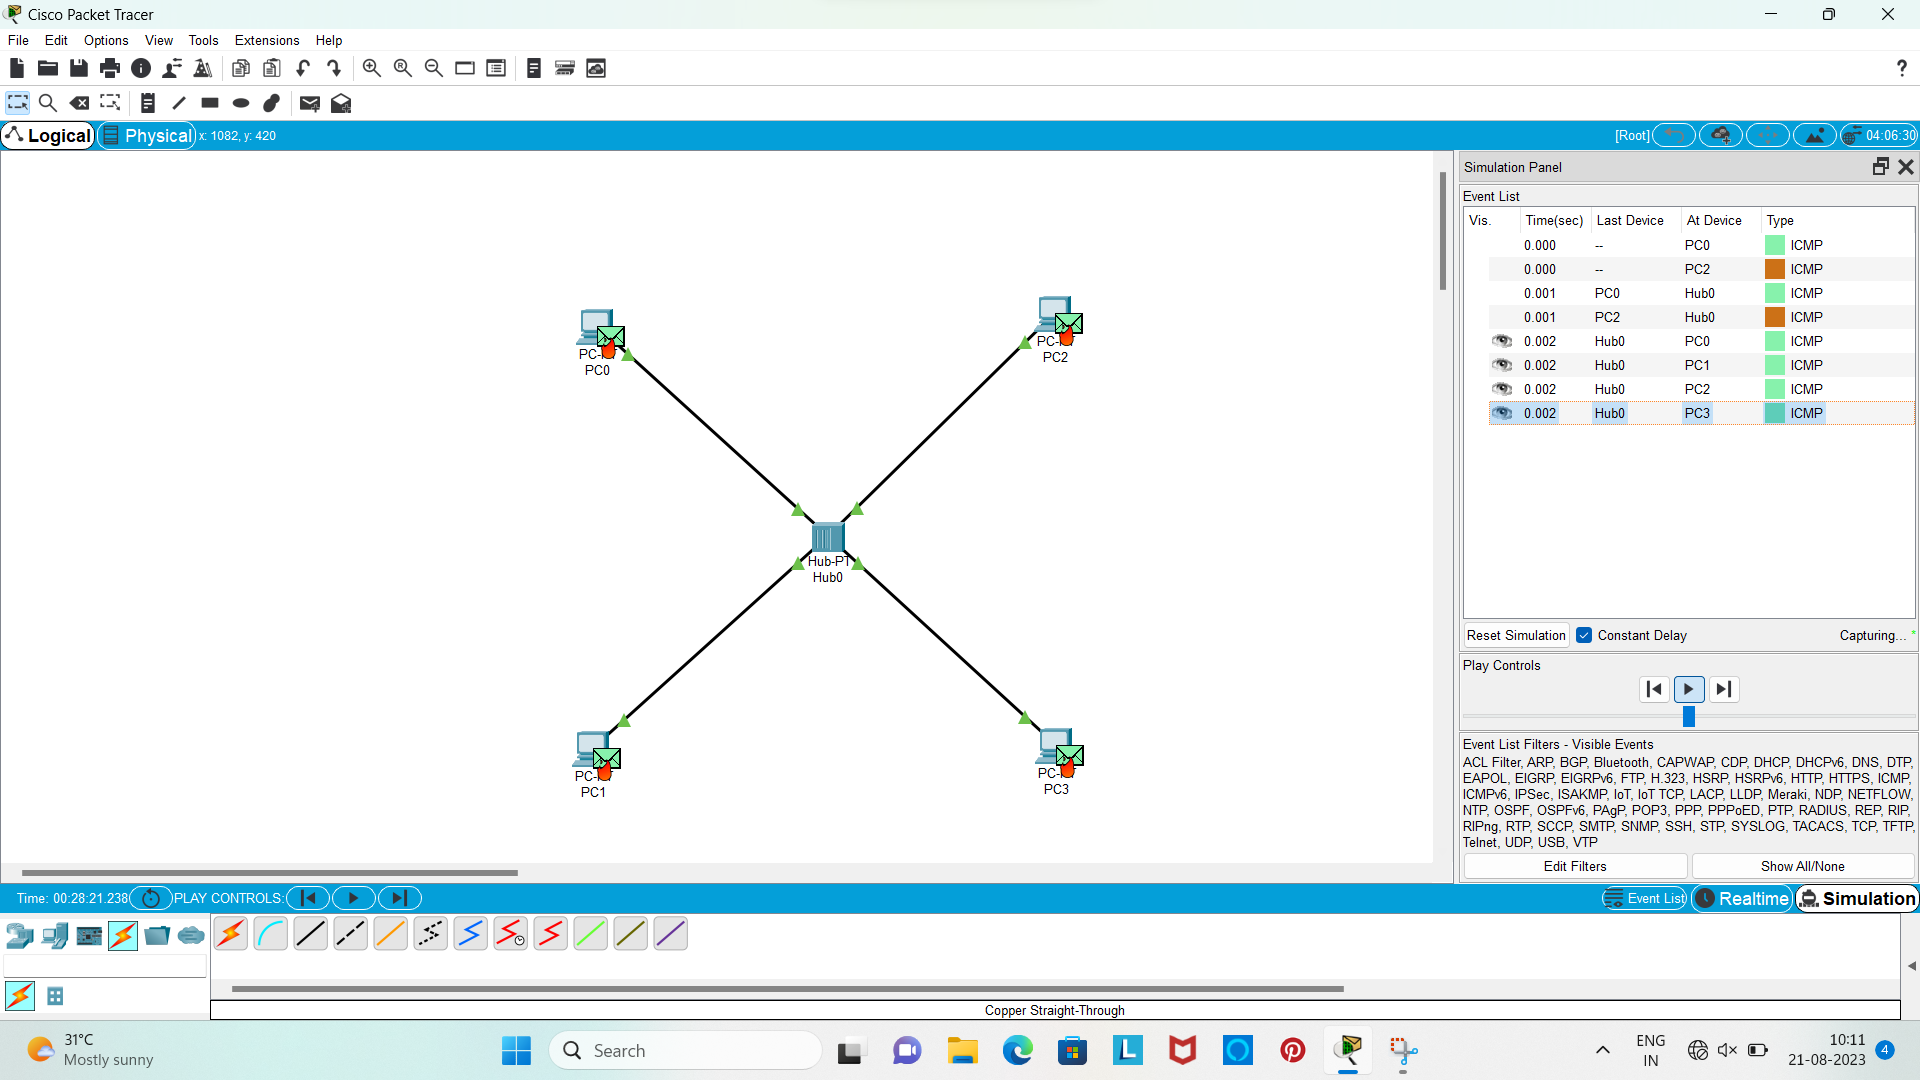 Cisco Packet Tracer
File Edit Options View Tools Extensions Help
?
Logical Physical x: 1082, y: 420 [Root] 04:06:30
Simulation Panel
Event List
Vis. Time(sec) Last Device At Device Type
0.000 -- PC0 ICMP
0.000 -- PC2 ICMP
0.001 PC0 Hub0 ICMP
0.001 PC2 Hub0 ICMP
0.002 Hub0 PC0 ICMP
0.002 Hub0 PC1 ICMP
0.002 Hub0 PC2 ICMP
0.002 Hub0 PC3 ICMP
PC0
PC2
Hub-PT
Hub0
PC1
PC3
Reset Simulation Constant Delay Capturing... *
Play Controls
Event List Filters - Visible Events
ACL Filter, ARP, BGP, Bluetooth, CAPWAP, CDP, DHCP, DHCPv6, DNS, DTP,
EAPOL, EIGRP, EIGRPv6, FTP, H.323, HSRP, HSRPv6, HTTP, HTTPS, ICMP,
ICMPv6, IPSec, ISAKMP, IoT, IoT TCP, LACP, LLDP, Meraki, NDP, NETFLOW,
NTP, OSPF, OSPFv6, PAgP, POP3, PPP, PPPoED, PTP, RADIUS, REP, RIP,
RIPng, RTP, SCCP, SMTP, SNMP, SSH, STP, SYSLOG, TACACS, TCP, TFTP,
Telnet, UDP, USB, VTP
Edit Filters Show All/None
Time: 00:28:21.238 PLAY CONTROLS: Event List Realtime Simulation
Copper Straight-Through
31°C
Mostly sunny
Search
L
ENG
IN
10:11
21-08-2023
4